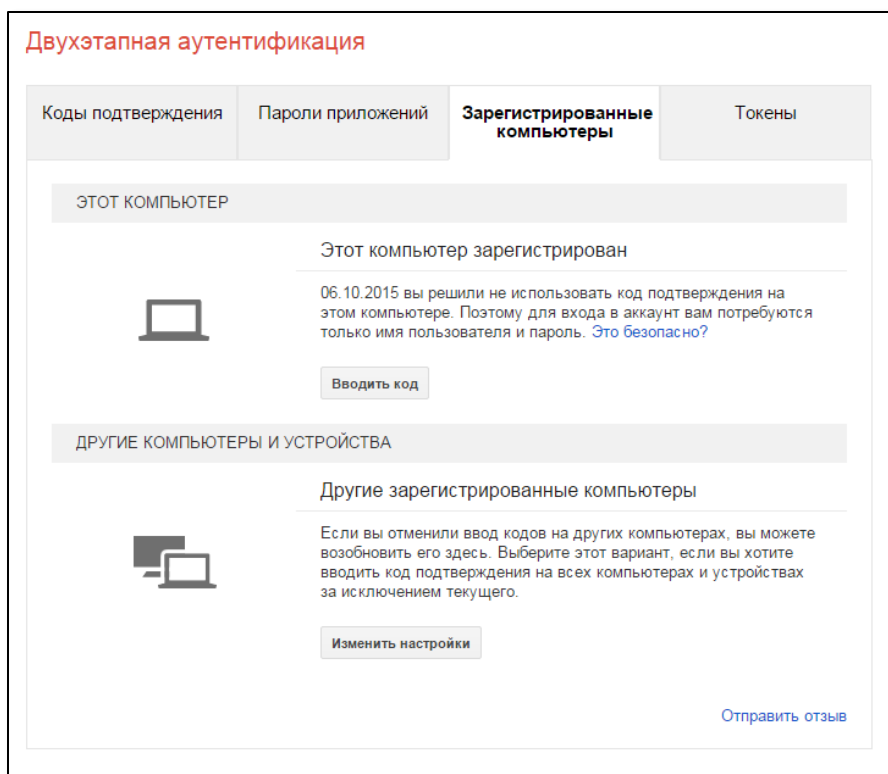 Двухэтапная аутентификация
Коды подтверждения
Пароли приложений
Зарегистрированные
компьютеры
Токены
ЭТОТ КОМПЬЮТЕР
Этот компьютер зарегистрирован
06.10.2015 вы решили не использовать код подтверждения на
этом компьютере. Поэтому для входа в аккаунт вам потребуются
только имя пользователя и пароль. Это безопасно?
Вводить код
ДРУГИЕ КОМПЬЮТЕРЫ И УСТРОЙСТВА
Другие зарегистрированные компьютеры
Если вы отменили ввод кодов на других компьютерах, вы можете
возобновить его здесь. Выберите этот вариант, если вы хотите
вводить код подтверждения на всех компьютерах и устройствах
за исключением текущего.
Изменить настройки
Отправить отзыв